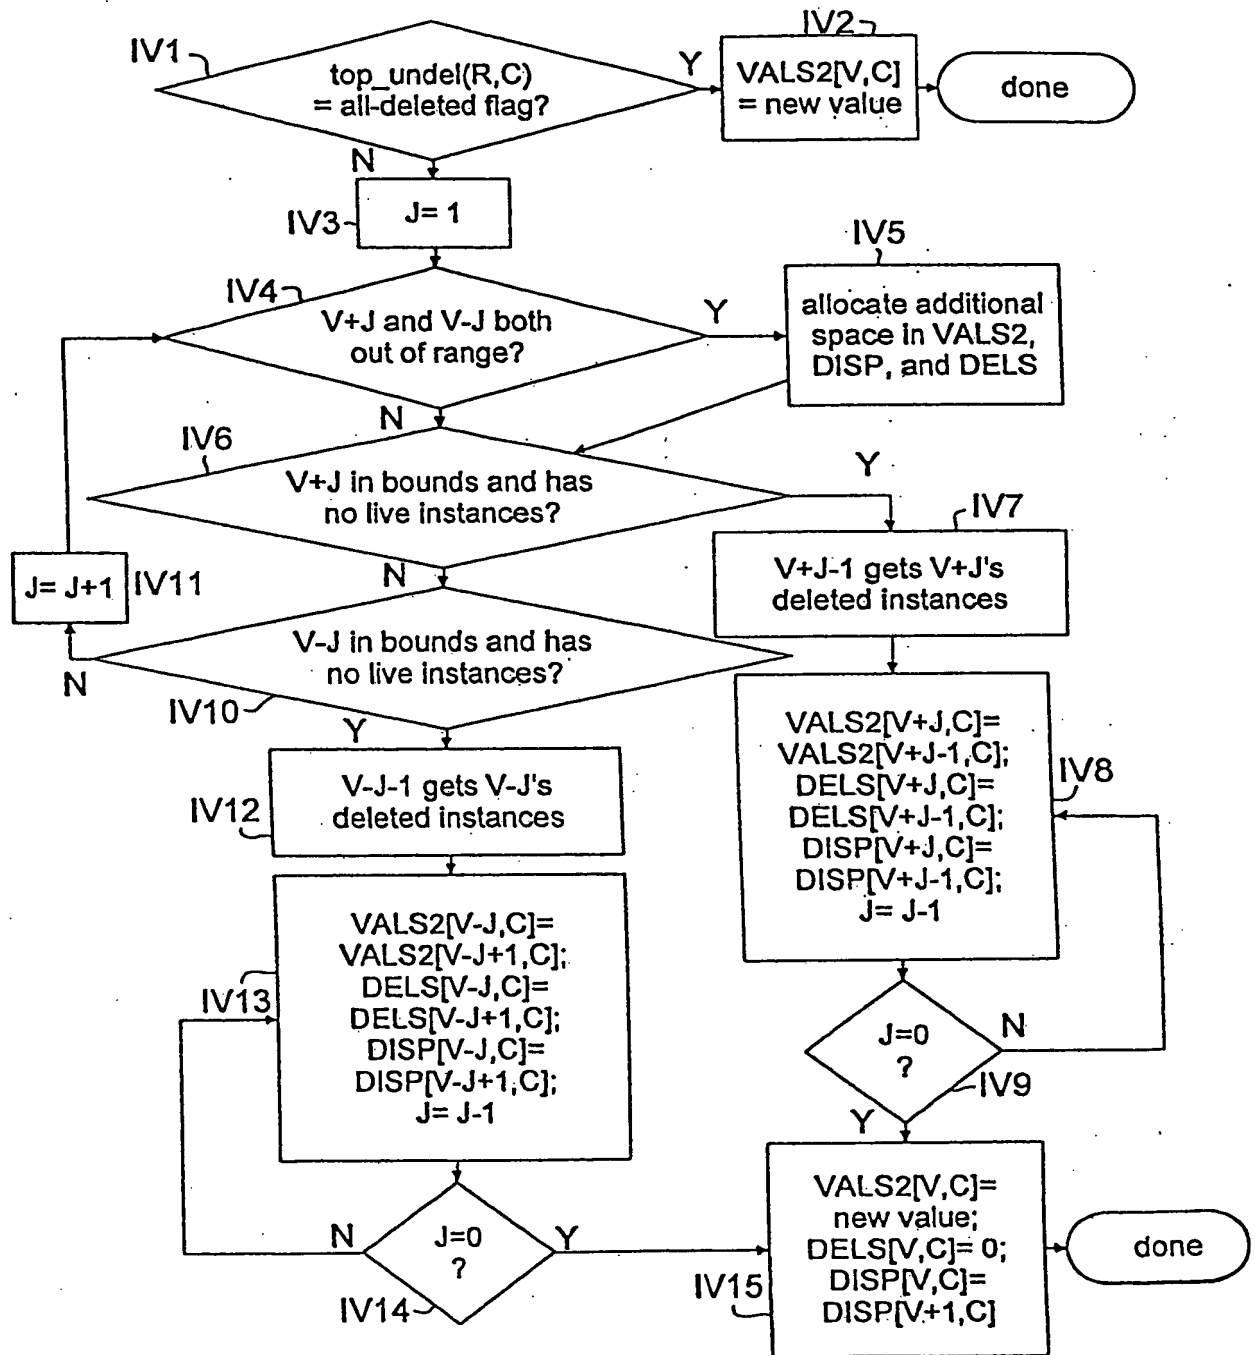 IV1
top_undel(R,C)
= all-deleted flag?
Y
IV2
VALS2[V,C]
= new value
done
N
IV3
J= 1
IV4
V+J and V-J both
out of range?
Y
IV5
allocate additional
space in VALS2,
DISP, and DELS
N
IV6
V+J in bounds and has
no live instances?
Y
IV7
V+J-1 gets V+J's
deleted instances
N
J= J+1
IV11
V-J in bounds and has
no live instances?
N
IV10
Y
VALS2[V+J,C]=
VALS2[V+J-1,C];
DELS[V+J,C]=
DELS[V+J-1,C];
DISP[V+J,C]=
DISP[V+J-1,C];
J= J-1
IV8
IV12
V-J-1 gets V-J's
deleted instances
VALS2[V-J,C]=
VALS2[V-J+1,C];
DELS[V-J,C]=
DELS[V-J+1,C];
DISP[V-J,C]=
DISP[V-J+1,C];
J= J-1
IV13
J=0
?
N
IV9
Y
N
J=0
?
Y
IV14
VALS2[V,C]=
new value;
DELS[V,C]= 0;
DISP[V,C]=
DISP[V+1,C]
IV15
done